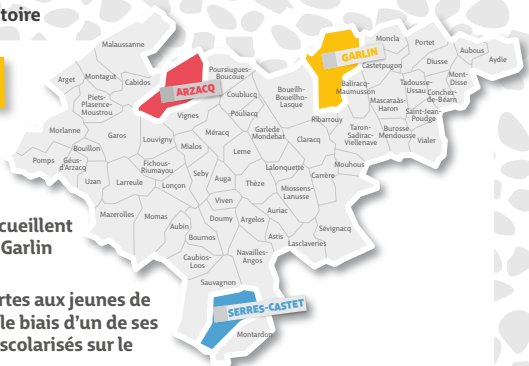 toire
Malaussanne
Moncla
Portet
GARLIN
Aubous
Aydie
Castetpugon
Diusse
Arget
Montagut
Cabidos
Poursiugues-
Boucoue
ARZACQ
Coublucq
Boueilh-
Boueilho-
Lasque
Baliracq-
Maumusson
Tadousse-
Ussau
Mont-
Disse
Conchez-
de-Béarn
Mascaraàs-
Haron
Saint-Jean-
Poudge
Piets-
Plasence-
Moustrou
Vignes
Pouliacq
Ribarrouy
Morlanne
Garos
Louvigny
Méracq
Garlede
Mondebat
Claracq
Taron-
Sadirac-
Viellenave
Burosse
Mendousse
Vialer
Bouillon
Mialos
Leme
Pomps
Géus-
d'Arzacq
Fichous-
Riumayou
Lalonquette
Mouhous
Carrère
Uzan
Larreule
Lonçon
Seby
Auga
Thèze
Miossens-
Lanusse
Viven
Mazerolles
Momas
Doumy
Argelos
Auriac
Sévignacq
Aubin
Bournos
Astis
Lasclaveries
Caubios-
Loos
Navailles-
Angos
Sauvagnon
SERRES-CASTET
Montardon
cueillent
Garlin
rtes aux jeunes de
le biais d'un de ses
scolarisés sur le